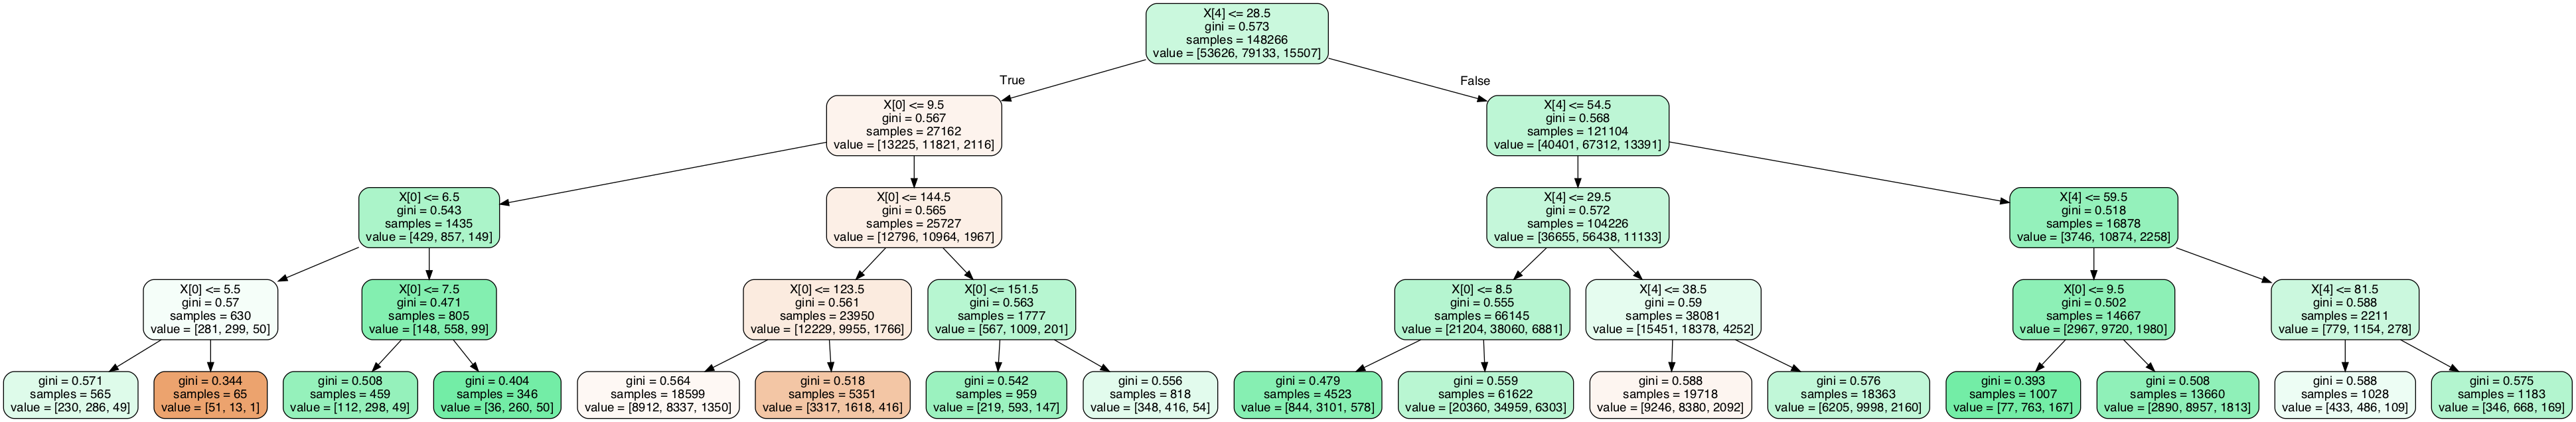 X[4] <= 28.5
gini = 0.573
samples = 148266
value = [53626, 79133, 15507]
True
False
X[0] <= 9.5
gini = 0.567
samples = 27162
value = [13225, 11821, 2116]
X[4] <= 54.5
gini = 0.568
samples = 121104
value = [40401, 67312, 13391]
X[0] <= 6.5
gini = 0.543
samples = 1435
value = [429, 857, 149]
X[0] <= 144.5
gini = 0.565
samples = 25727
value = [12796, 10964, 1967]
X[4] <= 29.5
gini = 0.572
samples = 104226
value = [36655, 56438, 11133]
X[4] <= 59.5
gini = 0.518
samples = 16878
value = [3746, 10874, 2258]
X[0] <= 5.5
gini = 0.57
samples = 630
value = [281, 299, 50]
X[0] <= 7.5
gini = 0.471
samples = 805
value = [148, 558, 99]
X[0] <= 123.5
gini = 0.561
samples = 23950
value = [12229, 9955, 1766]
X[0] <= 151.5
gini = 0.563
samples = 1777
value = [567, 1009, 201]
X[0] <= 8.5
gini = 0.555
samples = 66145
value = [21204, 38060, 6881]
X[4] <= 38.5
gini = 0.59
samples = 38081
value = [15451, 18378, 4252]
X[0] <= 9.5
gini = 0.502
samples = 14667
value = [2967, 9720, 1980]
X[4] <= 81.5
gini = 0.588
samples = 2211
value = [779, 1154, 278]
gini = 0.571
samples = 565
value = [230, 286, 49]
gini = 0.344
samples = 65
value = [51, 13, 1]
gini = 0.508
samples = 459
value = [112, 298, 49]
gini = 0.404
samples = 346
value = [36, 260, 50]
gini = 0.564
samples = 18599
value = [8912, 8337, 1350]
gini = 0.518
samples = 5351
value = [3317, 1618, 416]
gini = 0.542
samples = 959
value = [219, 593, 147]
gini = 0.556
samples = 818
value = [348, 416, 54]
gini = 0.479
samples = 4523
value = [844, 3101, 578]
gini = 0.559
samples = 61622
value = [20360, 34959, 6303]
gini = 0.588
samples = 19718
value = [9246, 8380, 2092]
gini = 0.576
samples = 18363
value = [6205, 9998, 2160]
gini = 0.393
samples = 1007
value = [77, 763, 167]
gini = 0.508
samples = 13660
value = [2890, 8957, 1813]
gini = 0.588
samples = 1028
value = [433, 486, 109]
gini = 0.575
samples = 1183
value = [346, 668, 169]